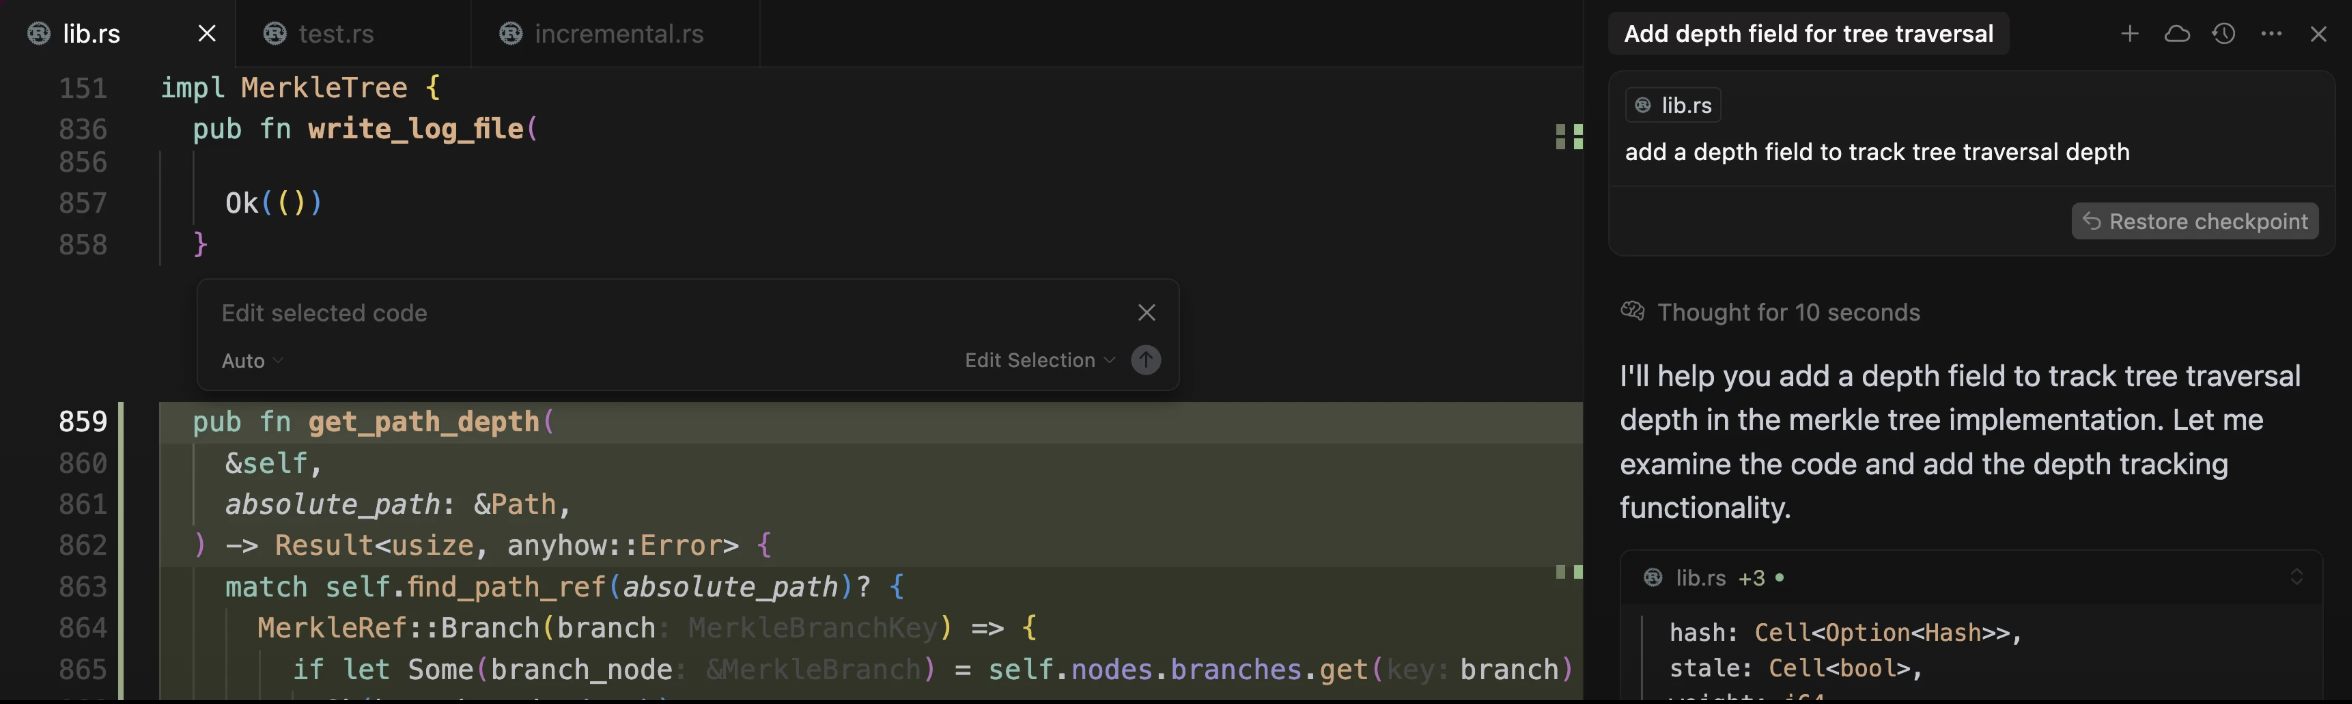 lib.rs
test.rs
incremental.rs
151 impl MerkleTree {
836 pub fn write_log_file(
856
857 Ok(())
858 }
Edit selected code
Auto
Edit Selection
859 pub fn get_path_depth(
860 &self,
861 absolute_path: &Path,
862 ) -> Result<usize, anyhow::Error> {
863 match self.find_path_ref(absolute_path)? {
864 MerkleRef::Branch(branch: MerkleBranchKey) => {
865 if let Some(branch_node: &MerkleBranch) = self.nodes.branches.get(key: branch)
Add depth field for tree traversal
lib.rs
add a depth field to track tree traversal depth
Restore checkpoint
Thought for 10 seconds
I'll help you add a depth field to track tree traversal
depth in the merkle tree implementation. Let me
examine the code and add the depth tracking
functionality.
lib.rs +3
hash: Cell<Option<Hash>>,
stale: Cell<bool>,